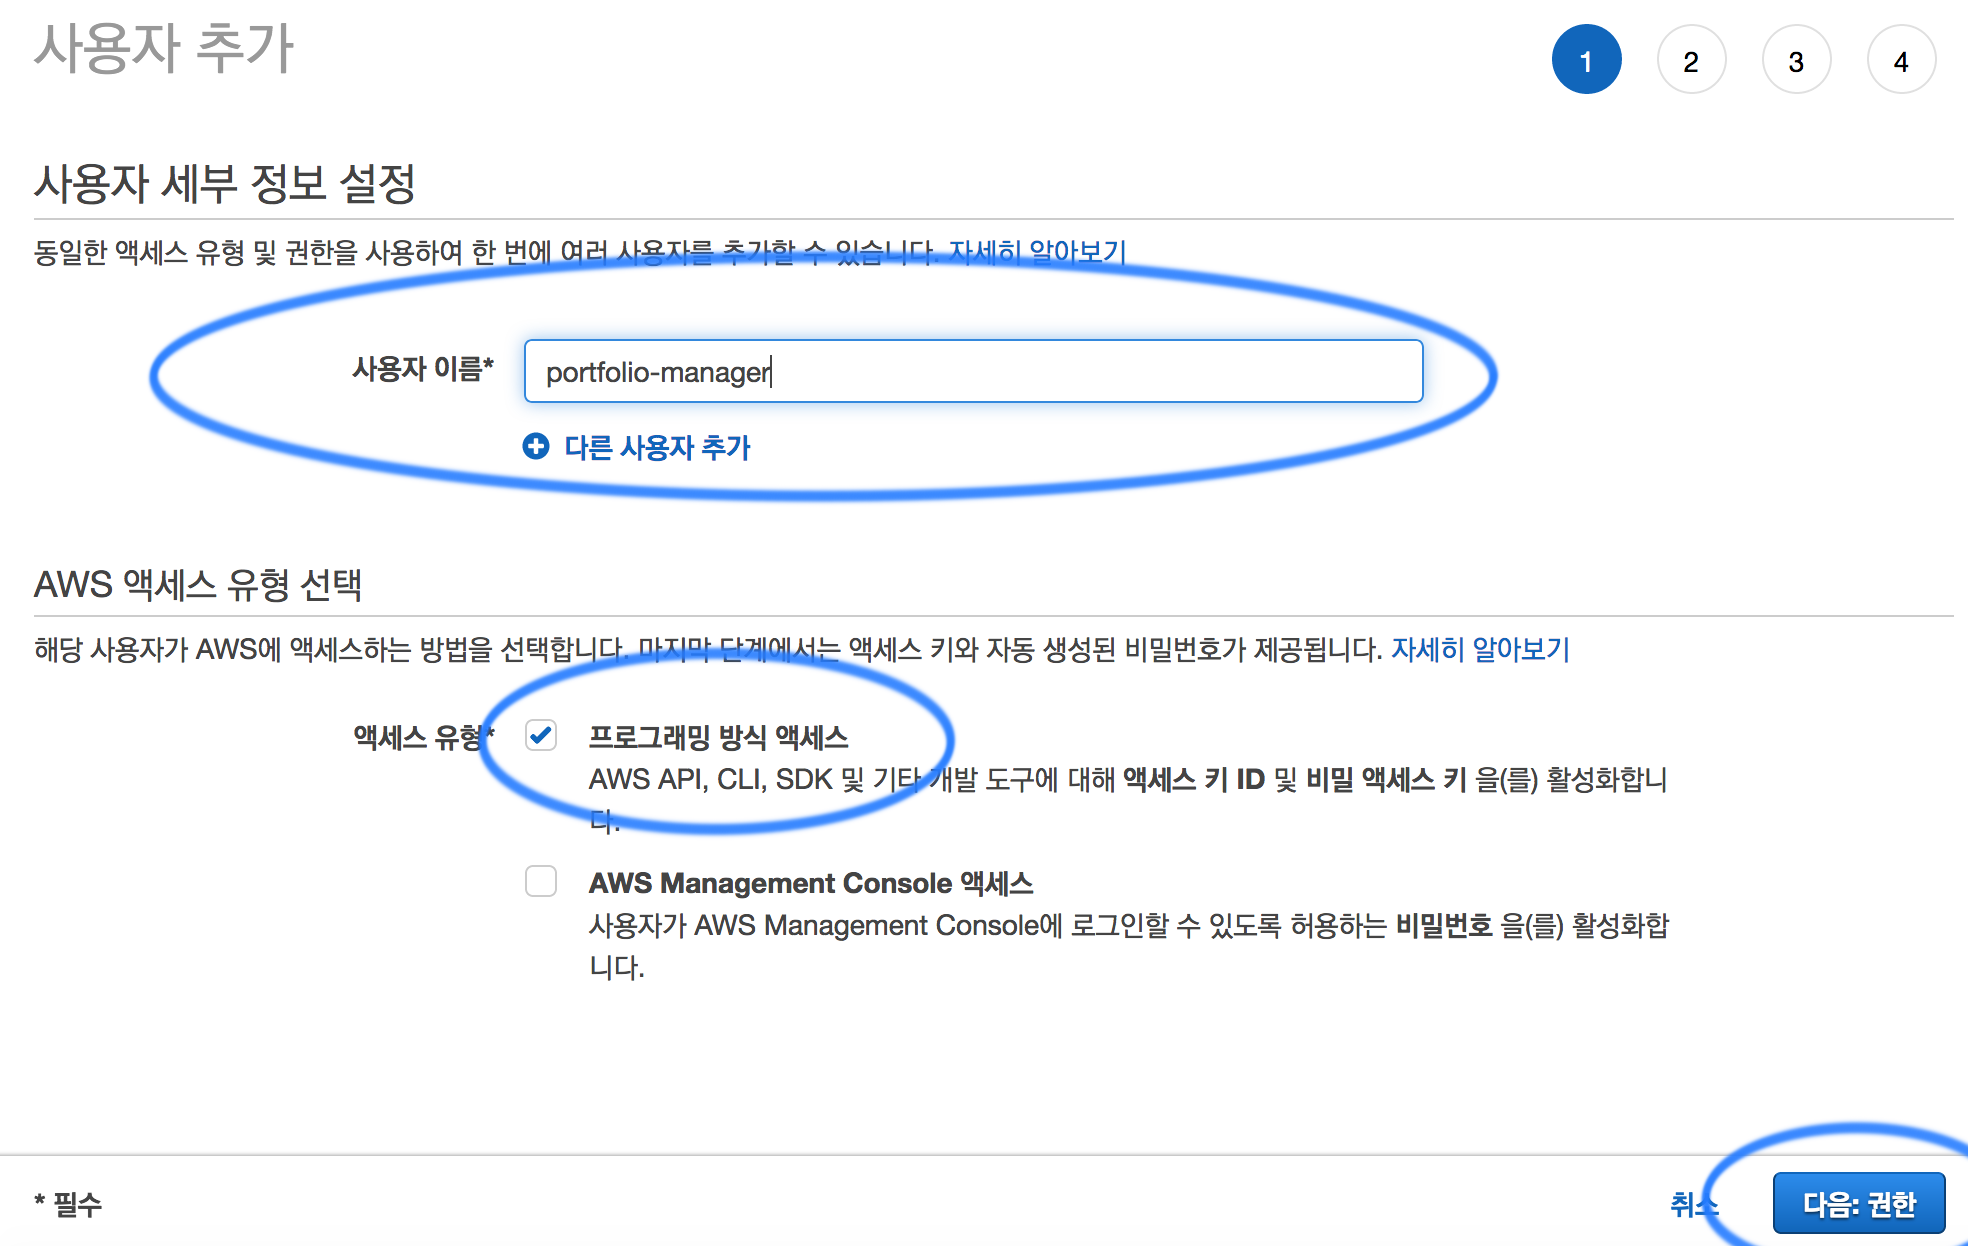 사용자 추가
1 2 3 4
사용자 세부 정보 설정
동일한 액세스 유형 및 권한을 사용하여 한 번에 여러 사용자를 추가할 수 있습니다. 자세히 알아보기
사용자 이름* portfolio-manager
다른 사용자 추가
AWS 액세스 유형 선택
해당 사용자가 AWS에 액세스하는 방법을 선택합니다. 마지막 단계에서는 액세스 키와 자동 생성된 비밀번호가 제공됩니다. 자세히 알아보기
액세스 유형* 프로그래밍 방식 액세스
AWS API, CLI, SDK 및 기타 개발 도구에 대해 액세스 키 ID 및 비밀 액세스 키 을(를) 활성화합니
다.
AWS Management Console 액세스
사용자가 AWS Management Console에 로그인할 수 있도록 허용하는 비밀번호 을(를) 활성화합
니다.
* 필수 취소 다음: 권한